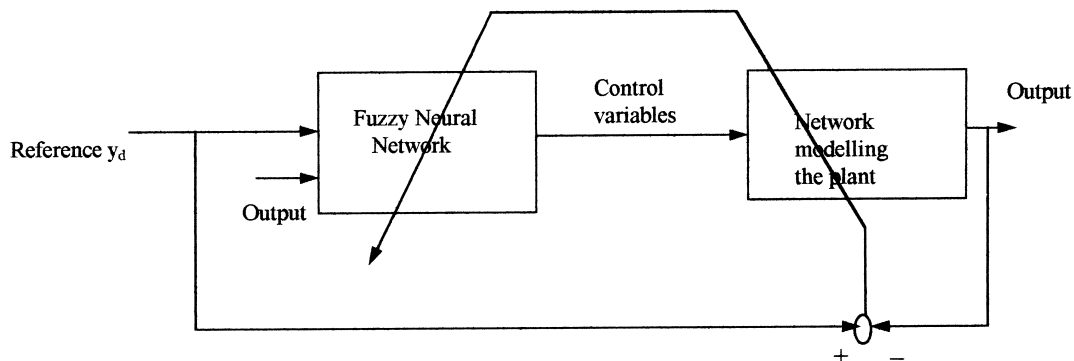 Reference y_d
Output
Fuzzy Neural
Network
Control
variables
Network
modelling
the plant
Output
+ −